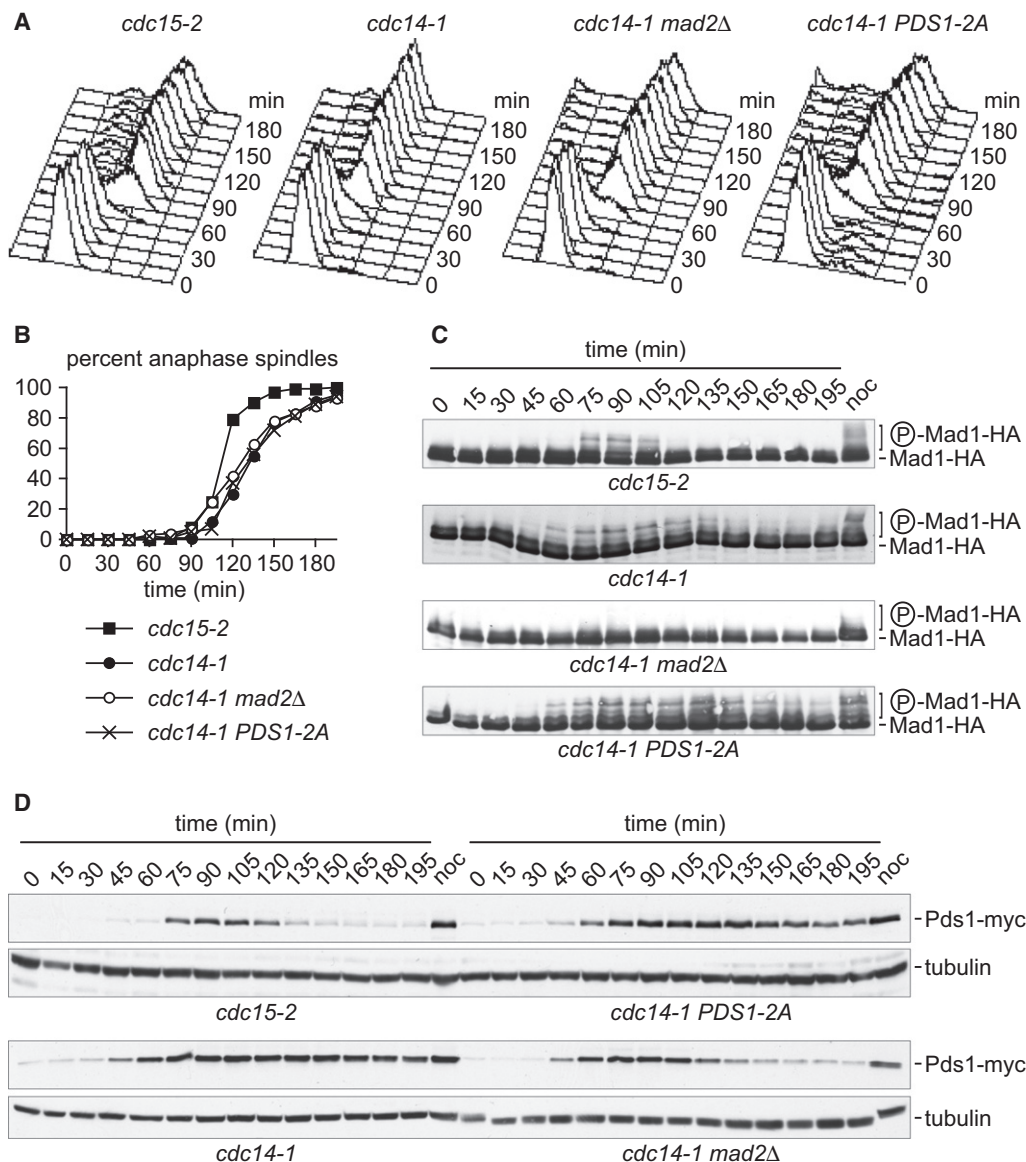 A
cdc15-2
cdc14-1
cdc14-1 mad2Δ
cdc14-1 PDS1-2A
min
180
150
120
90
60
30
0
min
180
150
120
90
60
30
0
min
180
150
120
90
60
30
0
min
180
150
120
90
60
30
0
B
percent anaphase spindles
100
80
60
40
20
0
0 30 60 90 120 150 180
time (min)
cdc15-2
cdc14-1
cdc14-1 mad2Δ
cdc14-1 PDS1-2A
C
time (min)
0 15 30 45 60 75 90 105 120 135 150 165 180 195 noc
Ⓟ-Mad1-HA
Mad1-HA
cdc15-2
Ⓟ-Mad1-HA
Mad1-HA
cdc14-1
Ⓟ-Mad1-HA
Mad1-HA
cdc14-1 mad2Δ
Ⓟ-Mad1-HA
Mad1-HA
cdc14-1 PDS1-2A
D
time (min) time (min)
0 15 30 45 60 75 90 105 120 135 150 165 180 195 noc 0 15 30 45 60 75 90 105 120 135 150 165 180 195 noc
Pds1-myc
tubulin
cdc15-2 cdc14-1 PDS1-2A
Pds1-myc
tubulin
cdc14-1 cdc14-1 mad2Δ